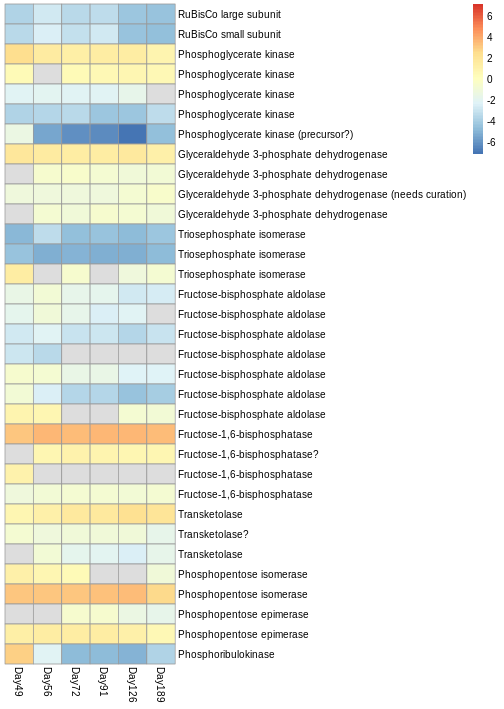 RuBisCo large subunit
RuBisCo small subunit
Phosphoglycerate kinase
Phosphoglycerate kinase
Phosphoglycerate kinase
Phosphoglycerate kinase
Phosphoglycerate kinase (precursor?)
Glyceraldehyde 3-phosphate dehydrogenase
Glyceraldehyde 3-phosphate dehydrogenase
Glyceraldehyde 3-phosphate dehydrogenase (needs curation)
Glyceraldehyde 3-phosphate dehydrogenase
Triosephosphate isomerase
Triosephosphate isomerase
Triosephosphate isomerase
Fructose-bisphosphate aldolase
Fructose-bisphosphate aldolase
Fructose-bisphosphate aldolase
Fructose-bisphosphate aldolase
Fructose-bisphosphate aldolase
Fructose-bisphosphate aldolase
Fructose-bisphosphate aldolase
Fructose-1,6-bisphosphatase
Fructose-1,6-bisphosphatase?
Fructose-1,6-bisphosphatase
Fructose-1,6-bisphosphatase
Transketolase
Transketolase?
Transketolase
Phosphopentose isomerase
Phosphopentose isomerase
Phosphopentose epimerase
Phosphopentose epimerase
Phosphoribulokinase
Day49
Day56
Day72
Day91
Day126
Day189
6
4
2
0
-2
-4
-6